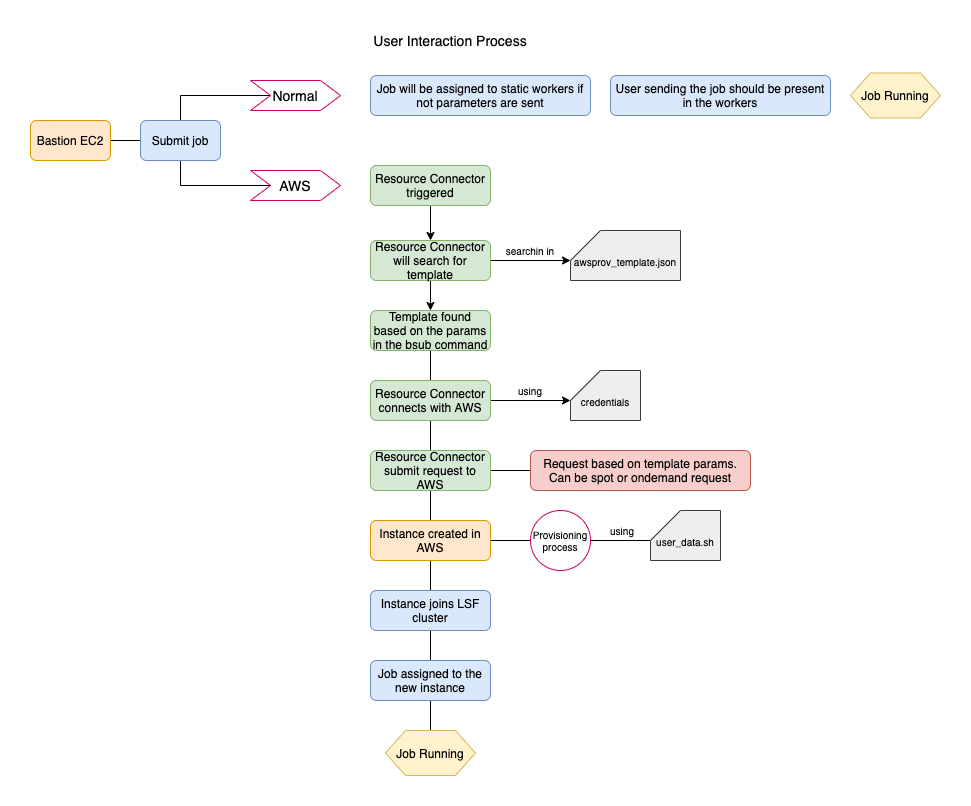 User Interaction Process
Normal
Job will be assigned to static workers if
not parameters are sent
User sending the job should be present
in the workers
Job Running
Bastion EC2
Submit job
AWS
Resource Connector
triggered
Resource Connector
will search for
template
searchin in
awsprov_template.json
Template found
based on the params
in the bsub command
Resource Connector
connects with AWS
using
credentials
Resource Connector
submit request to
AWS
Request based on template params.
Can be spot or ondemand request
Instance created in
AWS
Provisioning
process
using
user_data.sh
Instance joins LSF
cluster
Job assigned to the
new instance
Job Running